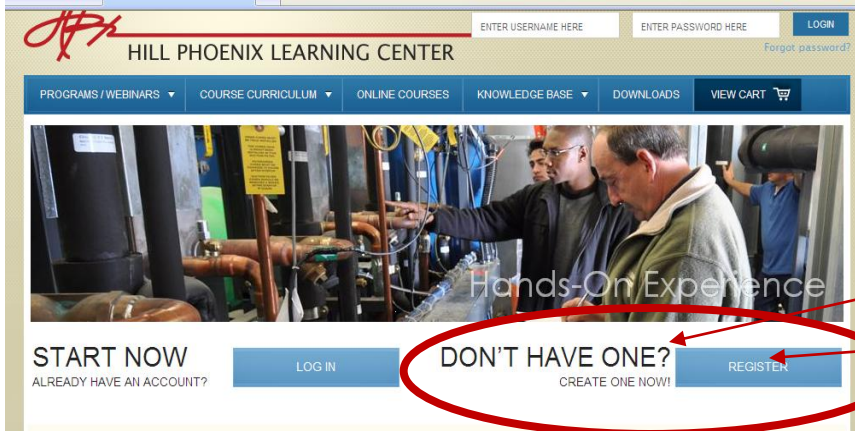 ENTER USERNAME HERE
ENTER PASSWORD HERE
LOGIN
HILL PHOENIX LEARNING CENTER
Forgot password?
PROGRAMS / WEBINARS
COURSE CURRICULUM
ONLINE COURSES
KNOWLEDGE BASE
DOWNLOADS
VIEW CART
Hands-On Experience
START NOW
ALREADY HAVE AN ACCOUNT?
LOG IN
DON'T HAVE ONE?
CREATE ONE NOW!
REGISTER